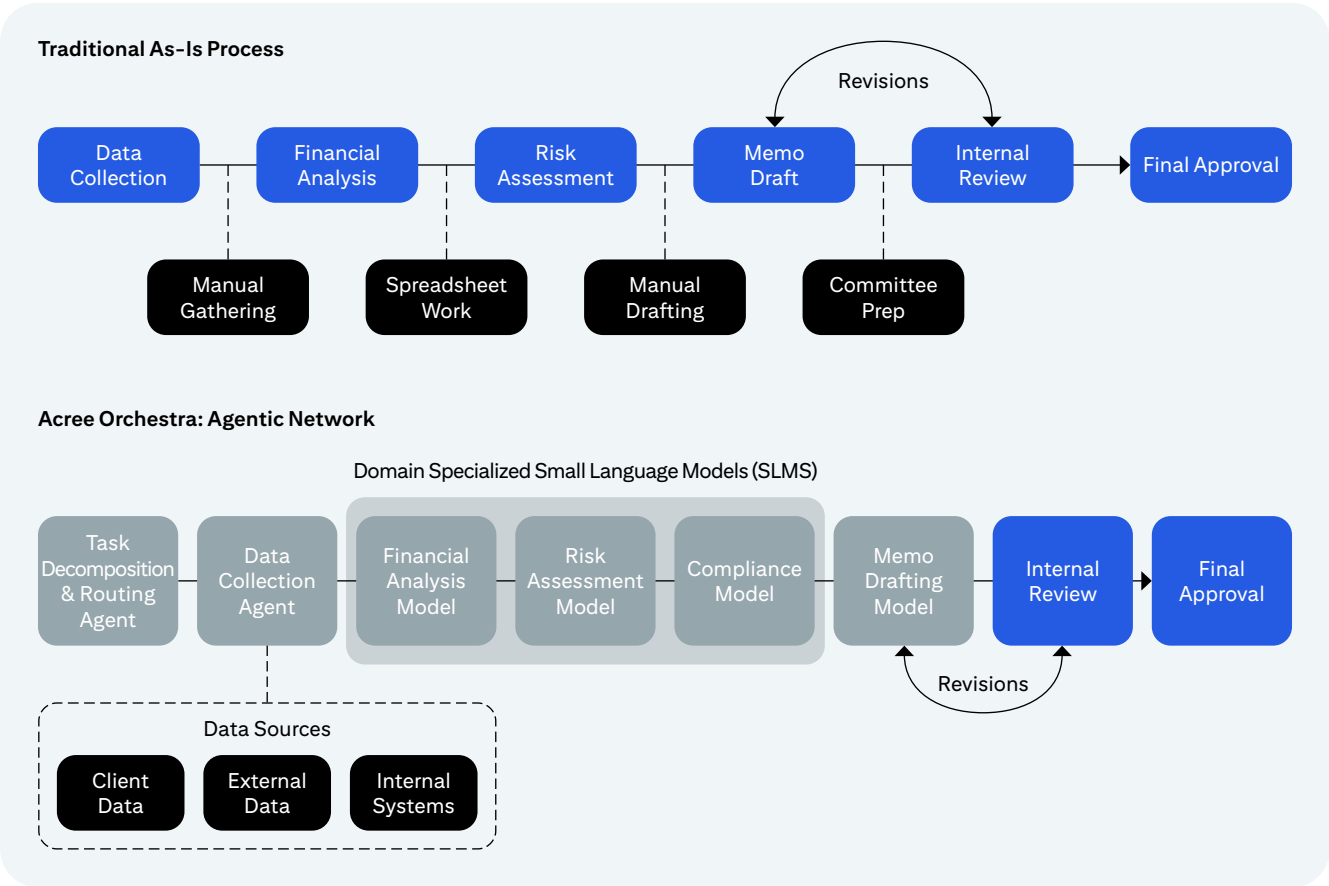 Traditional As-Is Process
Revisions
Data
Collection
Financial
Analysis
Risk
Assessment
Memo
Draft
Internal
Review
Final Approval
Manual
Gathering
Spreadsheet
Work
Manual
Drafting
Committee
Prep
Acree Orchestra: Agentic Network
Domain Specialized Small Language Models (SLMS)
Task
Decomposition
& Routing
Agent
Data
Collection
Agent
Financial
Analysis
Model
Risk
Assessment
Model
Compliance
Model
Memo
Drafting
Model
Internal
Review
Final
Approval
Revisions
Data Sources
Client
Data
External
Data
Internal
Systems